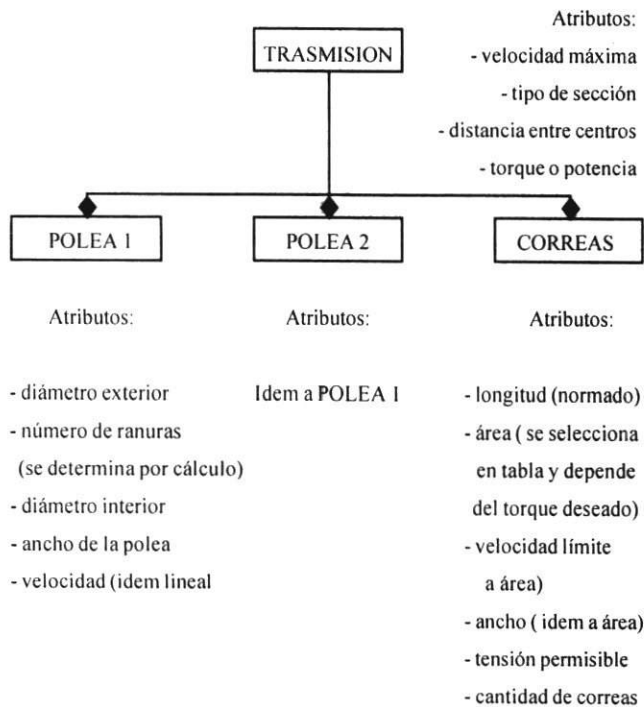 Atributos:
TRASMISION
- velocidad máxima
- tipo de sección
- distancia entre centros
- torque o potencia
POLEA 1
POLEA 2
CORREAS
Atributos:
- diámetro exterior
- número de ranuras
(se determina por cálculo)
- diámetro interior
- ancho de la polea
- velocidad (idem lineal
Atributos:
Idem a POLEA 1
Atributos:
- longitud (normado)
- área ( se selecciona
en tabla y depende
del torque deseado)
- velocidad límite
a área)
- ancho ( idem a área)
- tensión permisible
- cantidad de correas